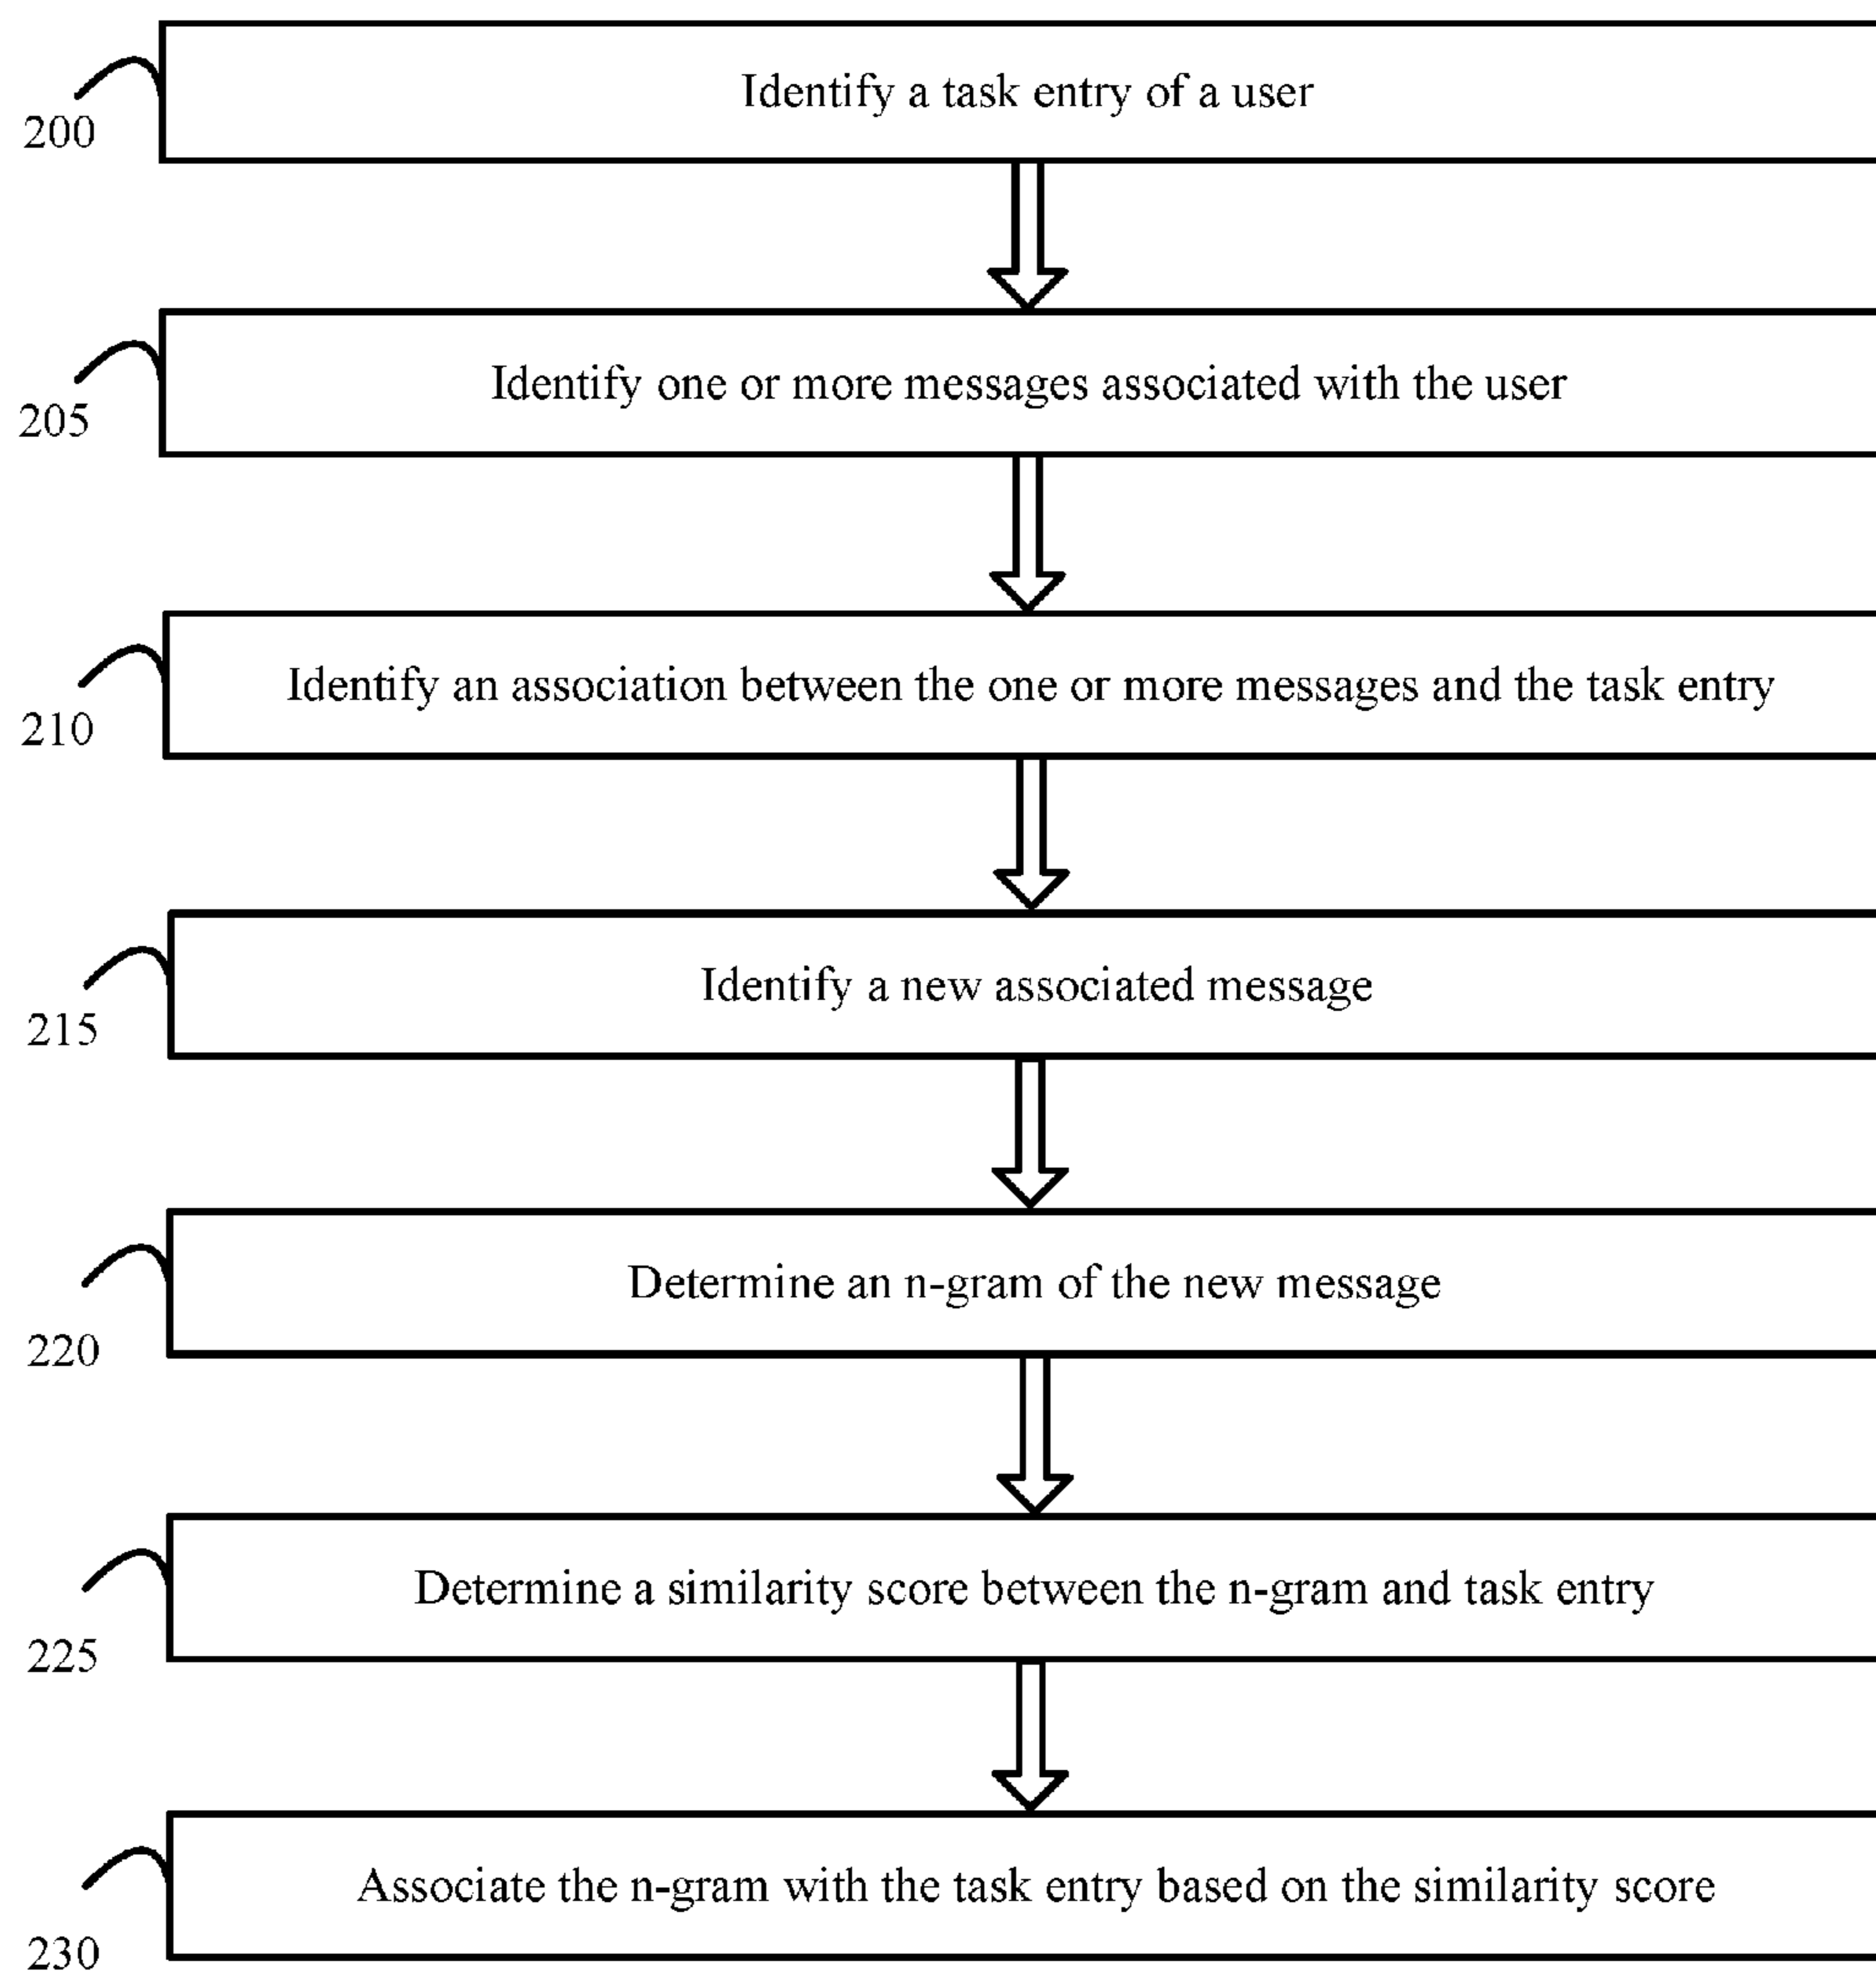 Identify a task entry of a user
200
Identify one or more messages associated with the user
205
Identify an association between the one or more messages and the task entry
210
Identify a new associated message
215
Determine an n-gram of the new message
220
Determine a similarity score between the n-gram and task entry
225
Associate the n-gram with the task entry based on the similarity score
230